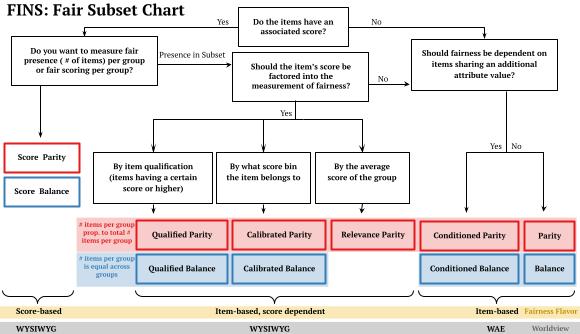 FINS: Fair Subset Chart
Do the items have an
associated score?
Yes
No
Do you want to measure fair
presence ( # of items) per group
or fair scoring per group?
Presence in Subset
Should the item's score be
factored into the
measurement of fairness?
No
Should fairness be dependent on
items sharing an additional
attribute value?
Yes
Yes
No
Score Parity
Score Balance
By item qualification
(items having a certain
score or higher)
By what score bin
the item belongs to
By the average
score of the group
# items per group
prop. to total #
items per group
Qualified Parity
Calibrated Parity
Relevance Parity
Conditioned Parity
Parity
# items per group
is equal across
groups
Qualified Balance
Calibrated Balance
Conditioned Balance
Balance
Score-based
Item-based, score dependent
Item-based
Fairness Flavor
WYSIWYG
WYSIWYG
WAE
Worldview